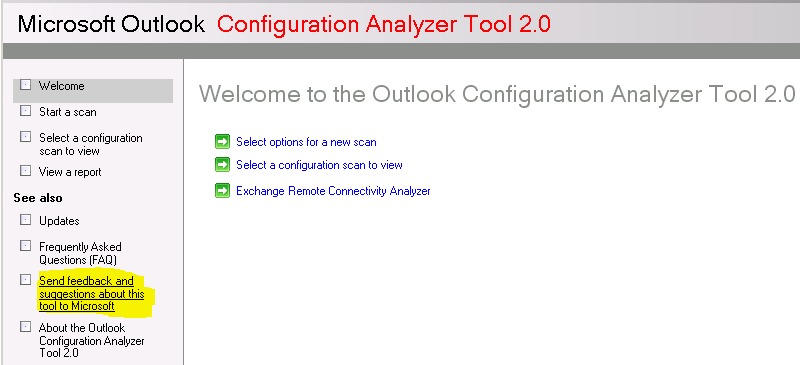 Microsoft Outlook Configuration Analyzer Tool 2.0
Welcome
Start a scan
Select a configuration
scan to view
View a report
See also
Updates
Frequently Asked
Questions (FAQ)
Send feedback and
suggestions about this
tool to Microsoft
About the Outlook
Configuration Analyzer
Tool 2.0
Welcome to the Outlook Configuration Analyzer Tool 2.0
Select options for a new scan
Select a configuration scan to view
Exchange Remote Connectivity Analyzer